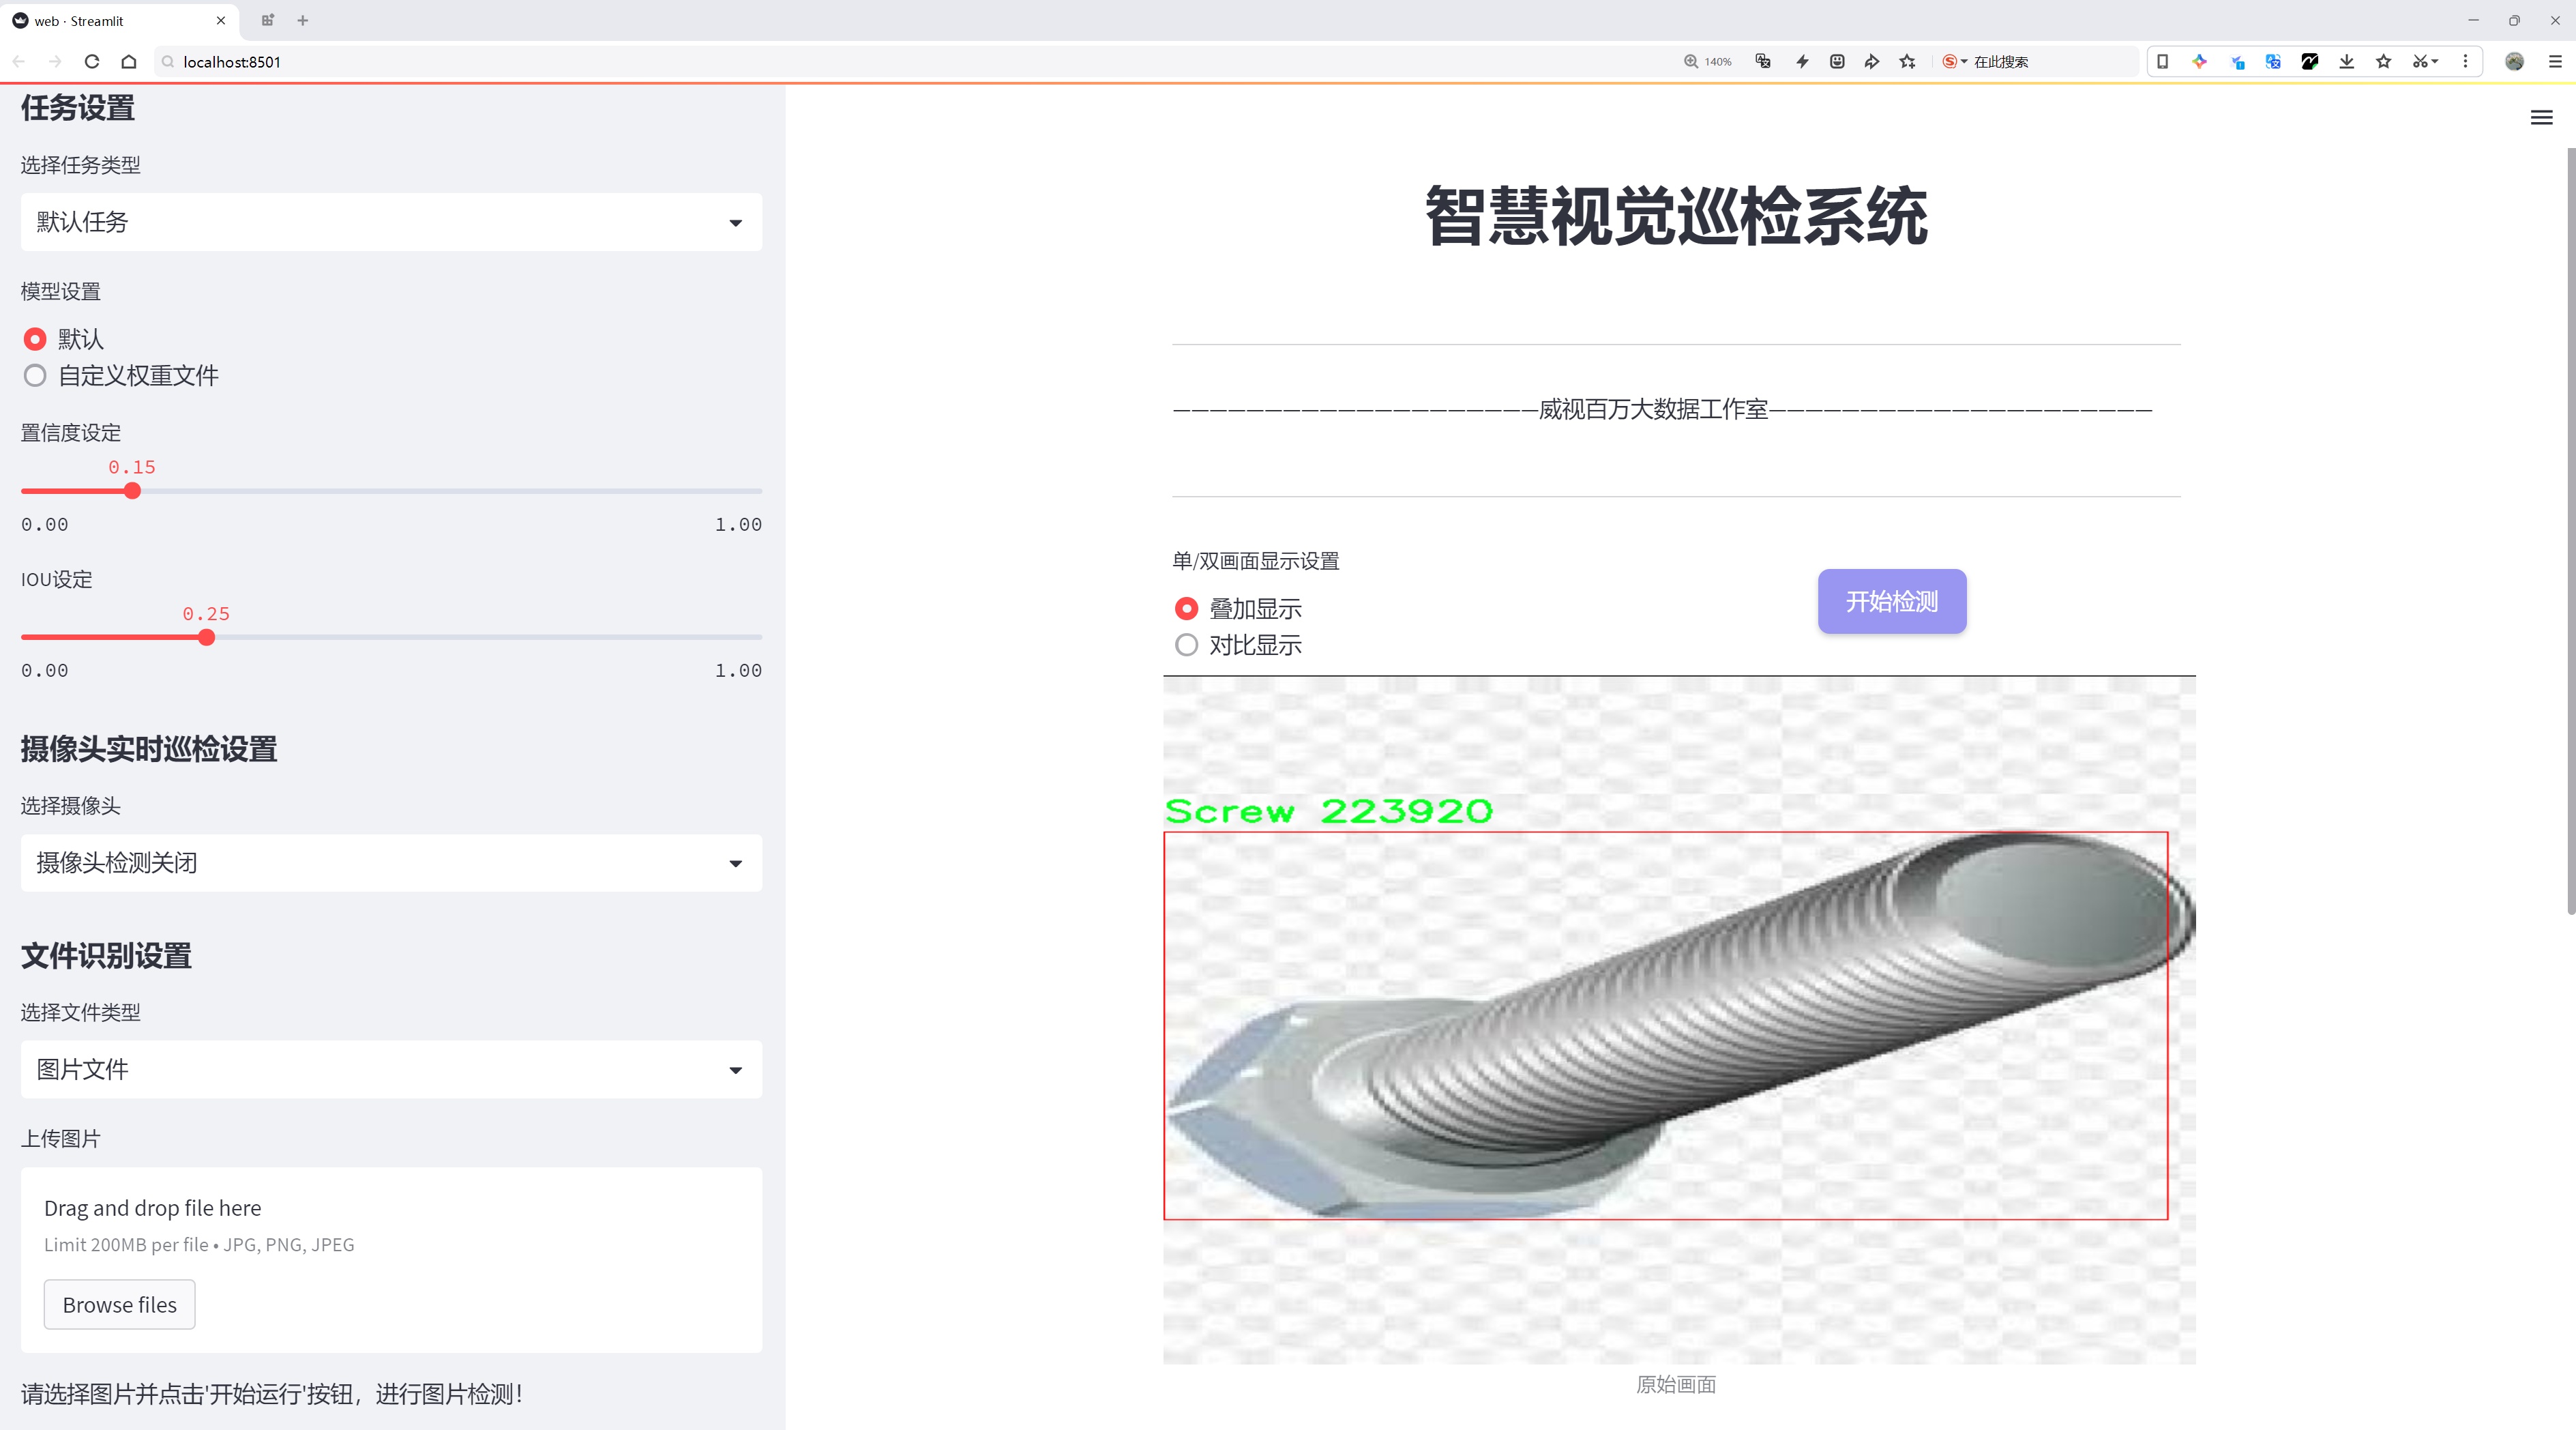 web · Streamlit
localhost:8501
140%
在此搜索
任务设置
选择任务类型
默认任务
模型设置
默认
自定义权重文件
置信度设定
0.15
0.00 1.00
IOU设定
0.25
0.00 1.00
摄像头实时巡检设置
选择摄像头
摄像头检测关闭
文件识别设置
选择文件类型
图片文件
上传图片
Drag and drop file here
Limit 200MB per file • JPG, PNG, JPEG
Browse files
请选择图片并点击'开始运行'按钮，进行图片检测！
智慧视觉巡检系统
—————————————————————威视百万大数据工作室——————————————————————
单/双画面显示设置
叠加显示
对比显示
开始检测
Screw 223920
原始画面